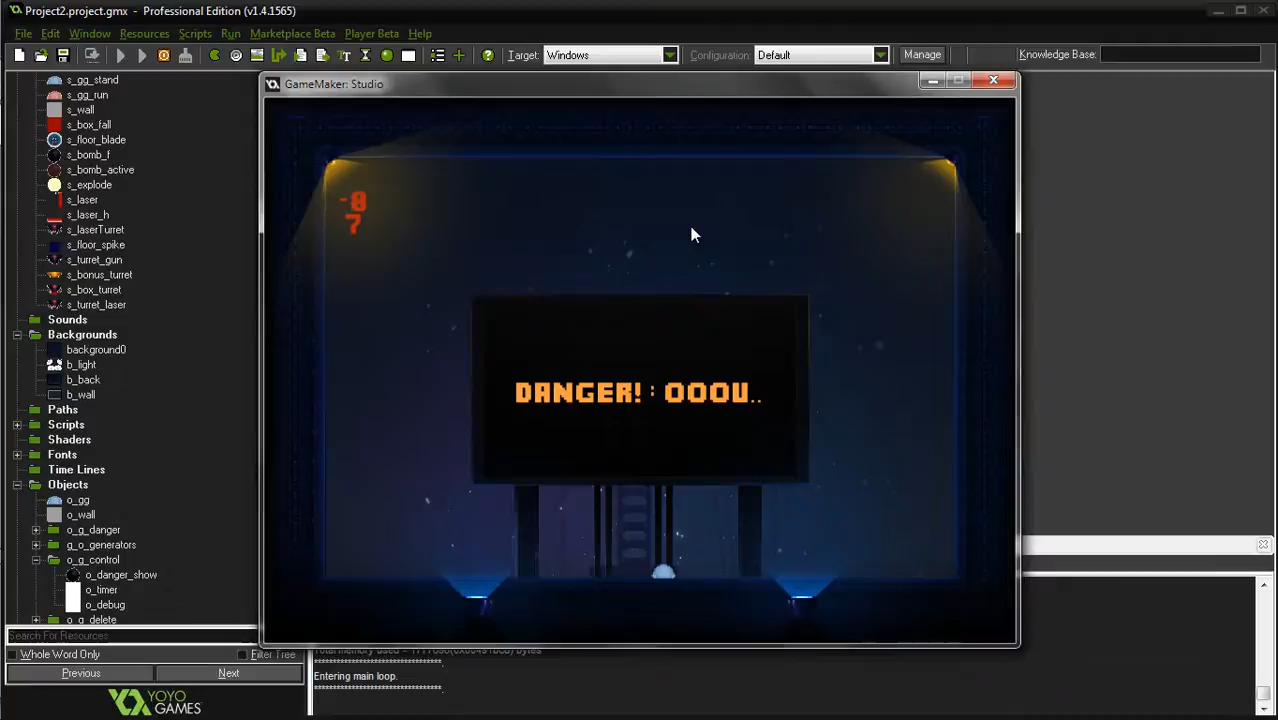 Project2.project.gmx - Professional Edition (v1.4.1565)
File Edit Window Resources Scripts Run Marketplace Beta Player Beta Help
Target: Windows Configuration: Default Manage Knowledge Base:
s_gg_stand
s_gg_run
s_wall
s_box_fall
s_floor_blade
s_bomb_f
s_bomb_active
s_explode
s_laser
s_laser_h
s_laserTurret
s_floor_spike
s_turret_gun
s_bonus_turret
s_box_turret
s_turret_laser
Sounds
Backgrounds
background0
b_light
b_back
b_wall
Paths
Scripts
Shaders
Fonts
Time Lines
Objects
o_gg
o_wall
o_g_danger
g_o_generators
o_g_control
o_danger_show
o_timer
o_debug
o_g_delete
Search For Resources
Whole Word Only Filter Tree
Previous Next
YOYO
GAMES
GameMaker: Studio
-8
7
DANGER! : OOOU..
Entering main loop.